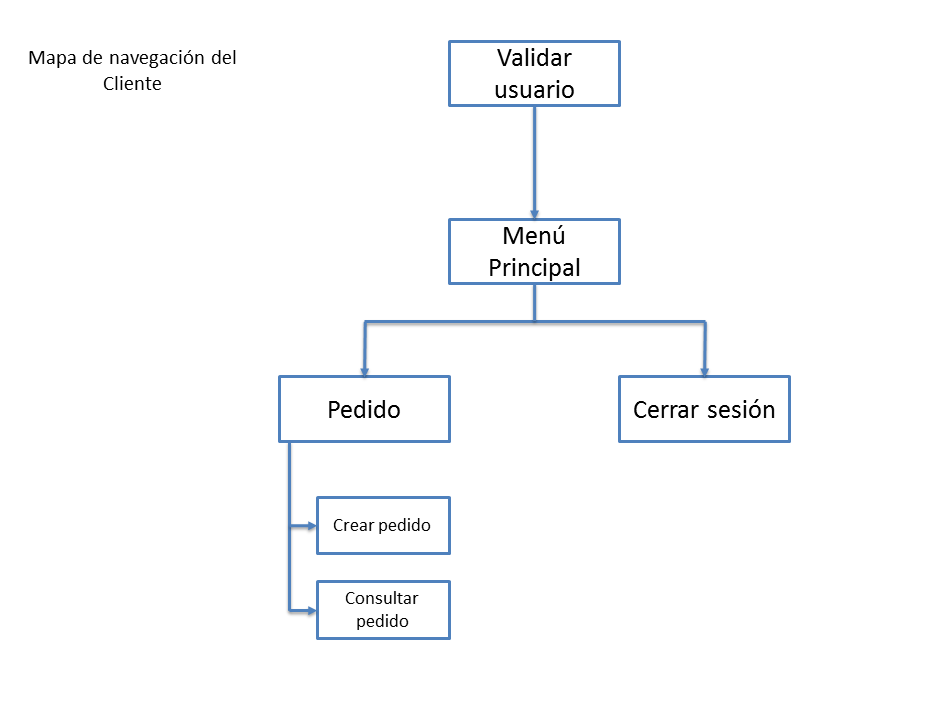 Mapa de navegación del
Cliente
Validar
usuario
Menú
Principal
Pedido
Cerrar sesión
Crear pedido
Consultar
pedido